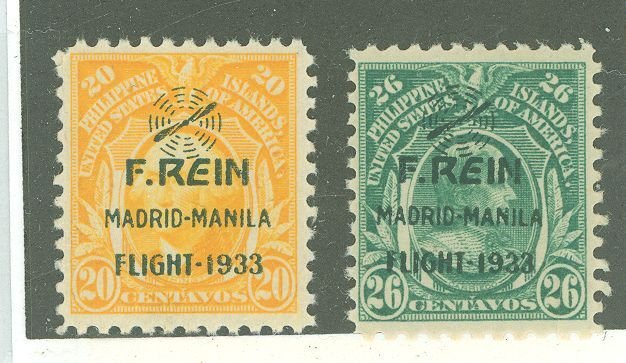 20 20
PHILIPPINE ISLANDS
UNITED STATES OF AMERICA
F.REIN
MADRID-MANILA
FLIGHT-1933
20 CENTAVOS 20
26 26
PHILIPPINE ISLANDS
UNITED STATES OF AMERICA
F.REIN
MADRID-MANILA
FLIGHT-1933
26 CENTAVOS 26